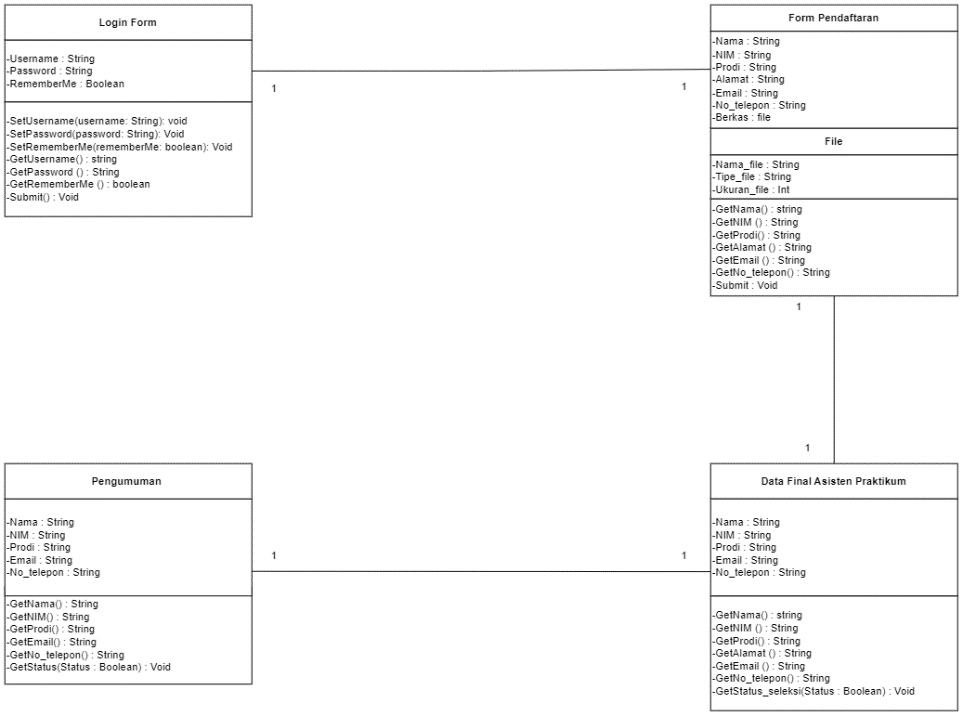 Login Form
-Username : String
-Password : String
-RememberMe : Boolean
-SetUsername(username: String): void
-SetPassword(password: String): Void
-SetRememberMe(rememberMe: boolean): Void
-GetUsername() : string
-GetPassword () : String
-GetRememberMe () : boolean
-Submit() : Void
1
1
Form Pendaftaran
-Nama : String
-NIM : String
-Prodi : String
-Alamat : String
-Email : String
-No_telepon : String
-Berkas : file
File
-Nama_file : String
-Tipe_file : String
-Ukuran_file : Int
-GetNama() : string
-GetNIM () : String
-GetProdi() : String
-GetAlamat () : String
-GetEmail () : String
-GetNo_telepon() : String
-Submit : Void
1
1
Pengumuman
-Nama : String
-NIM : String
-Prodi : String
-Email : String
-No_telepon : String
-GetNama() : String
-GetNIM() : String
-GetProdi() : String
-GetEmail() : String
-GetNo_telepon() : String
-GetStatus(Status : Boolean) : Void
1
1
Data Final Asisten Praktikum
-Nama : String
-NIM : String
-Prodi : String
-Email : String
-No_telepon : String
-GetNama() : string
-GetNIM () : String
-GetProdi() : String
-GetAlamat () : String
-GetEmail () : String
-GetNo_telepon() : String
-GetStatus_seleksi(Status : Boolean) : Void